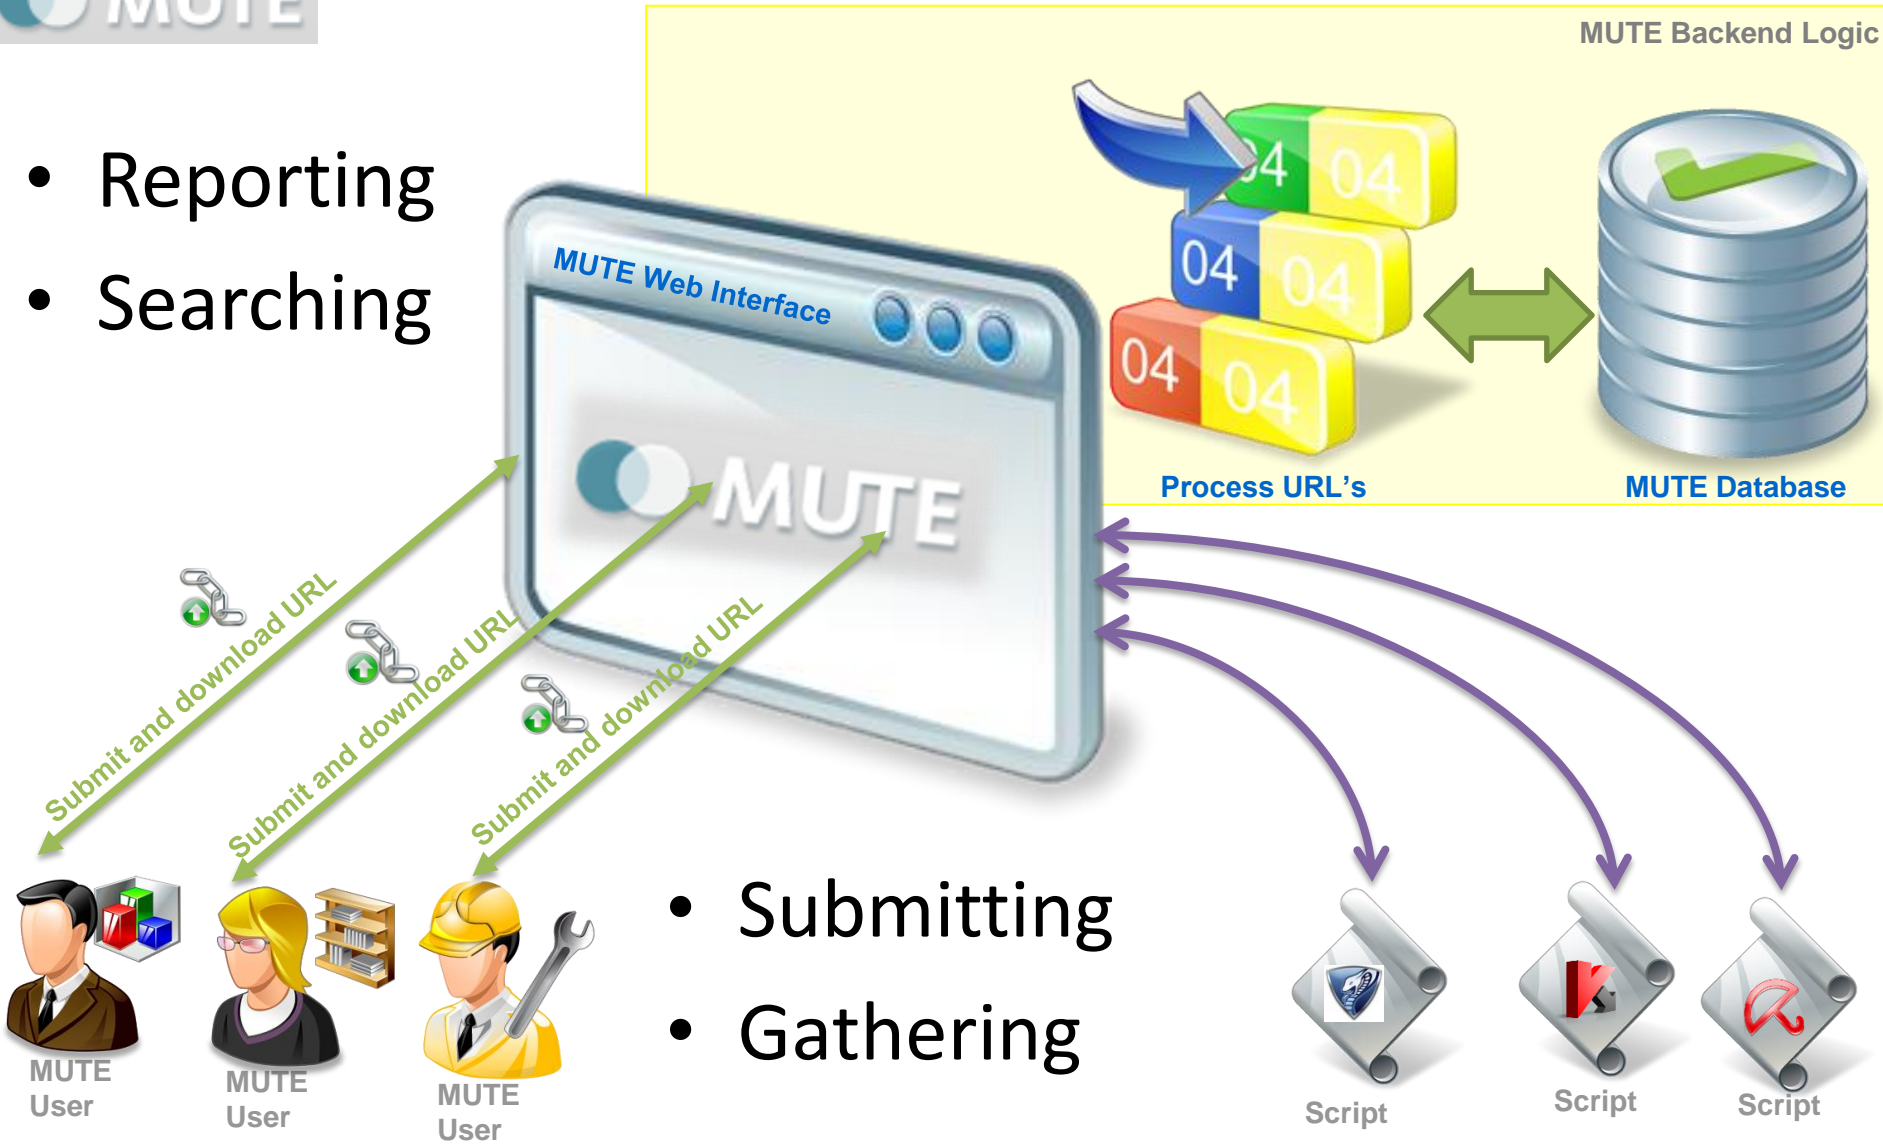 MUTE
MUTE Backend Logic
• Reporting
• Searching
04 04
04 04
04 04
Process URL's
MUTE Database
MUTE Web Interface
MUTE
Submit and download URL
Submit and download URL
Submit and download URL
• Submitting
• Gathering
MUTE
User
MUTE
User
MUTE
User
Script
Script
Script